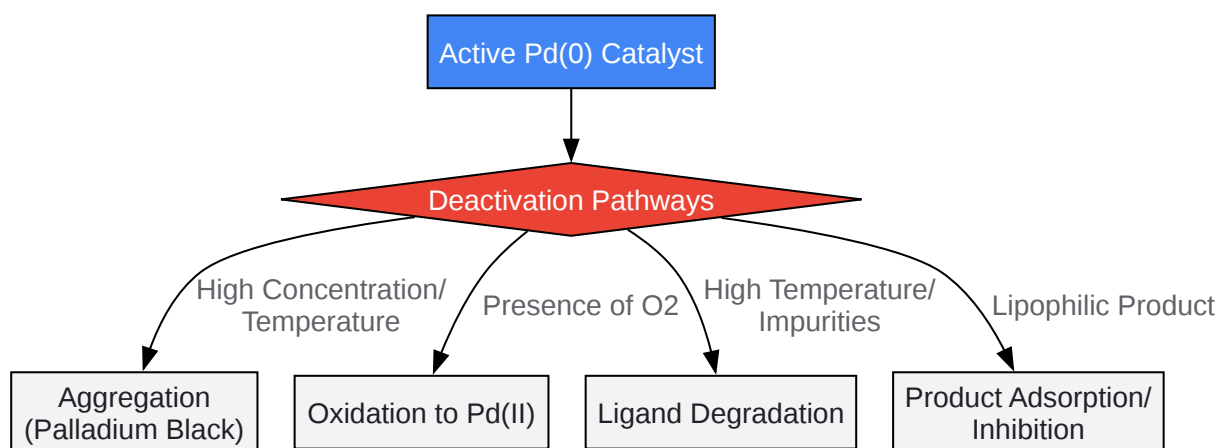 Active Pd(0) Catalyst
Deactivation Pathways
High Concentration/
Temperature
Presence of O2
High Temperature/
Impurities
Lipophilic Product
Aggregation
(Palladium Black)
Oxidation to Pd(II)
Ligand Degradation
Product Adsorption/
Inhibition